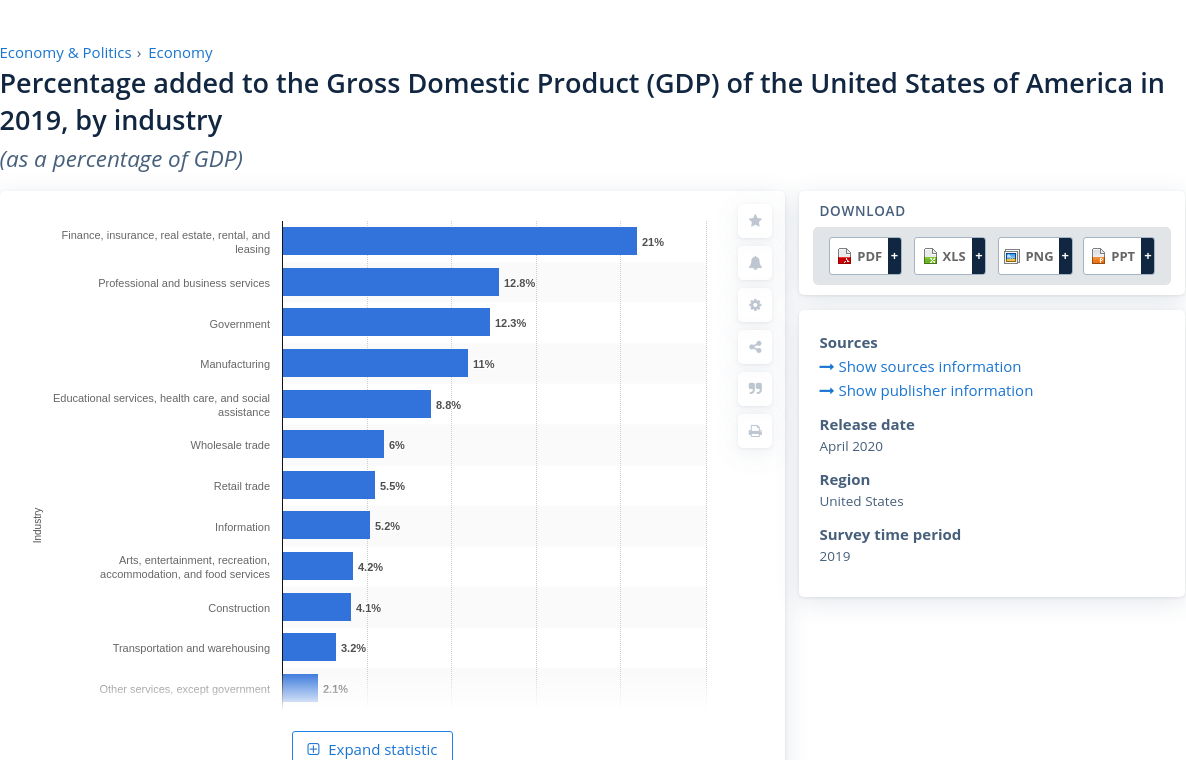 Economy & Politics › Economy
Percentage added to the Gross Domestic Product (GDP) of the United States of America in
2019, by industry
(as a percentage of GDP)
Finance, insurance, real estate, rental, and
leasing
21%
Professional and business services
12.8%
Government
12.3%
Manufacturing
11%
Educational services, health care, and social
assistance
8.8%
Wholesale trade
6%
Retail trade
5.5%
Information
5.2%
Arts, entertainment, recreation,
accommodation, and food services
4.2%
Construction
4.1%
Transportation and warehousing
3.2%
Other services, except government
2.1%
Industry
Expand statistic
DOWNLOAD
PDF + XLS + PNG + PPT +
Sources
Show sources information
Show publisher information
Release date
April 2020
Region
United States
Survey time period
2019